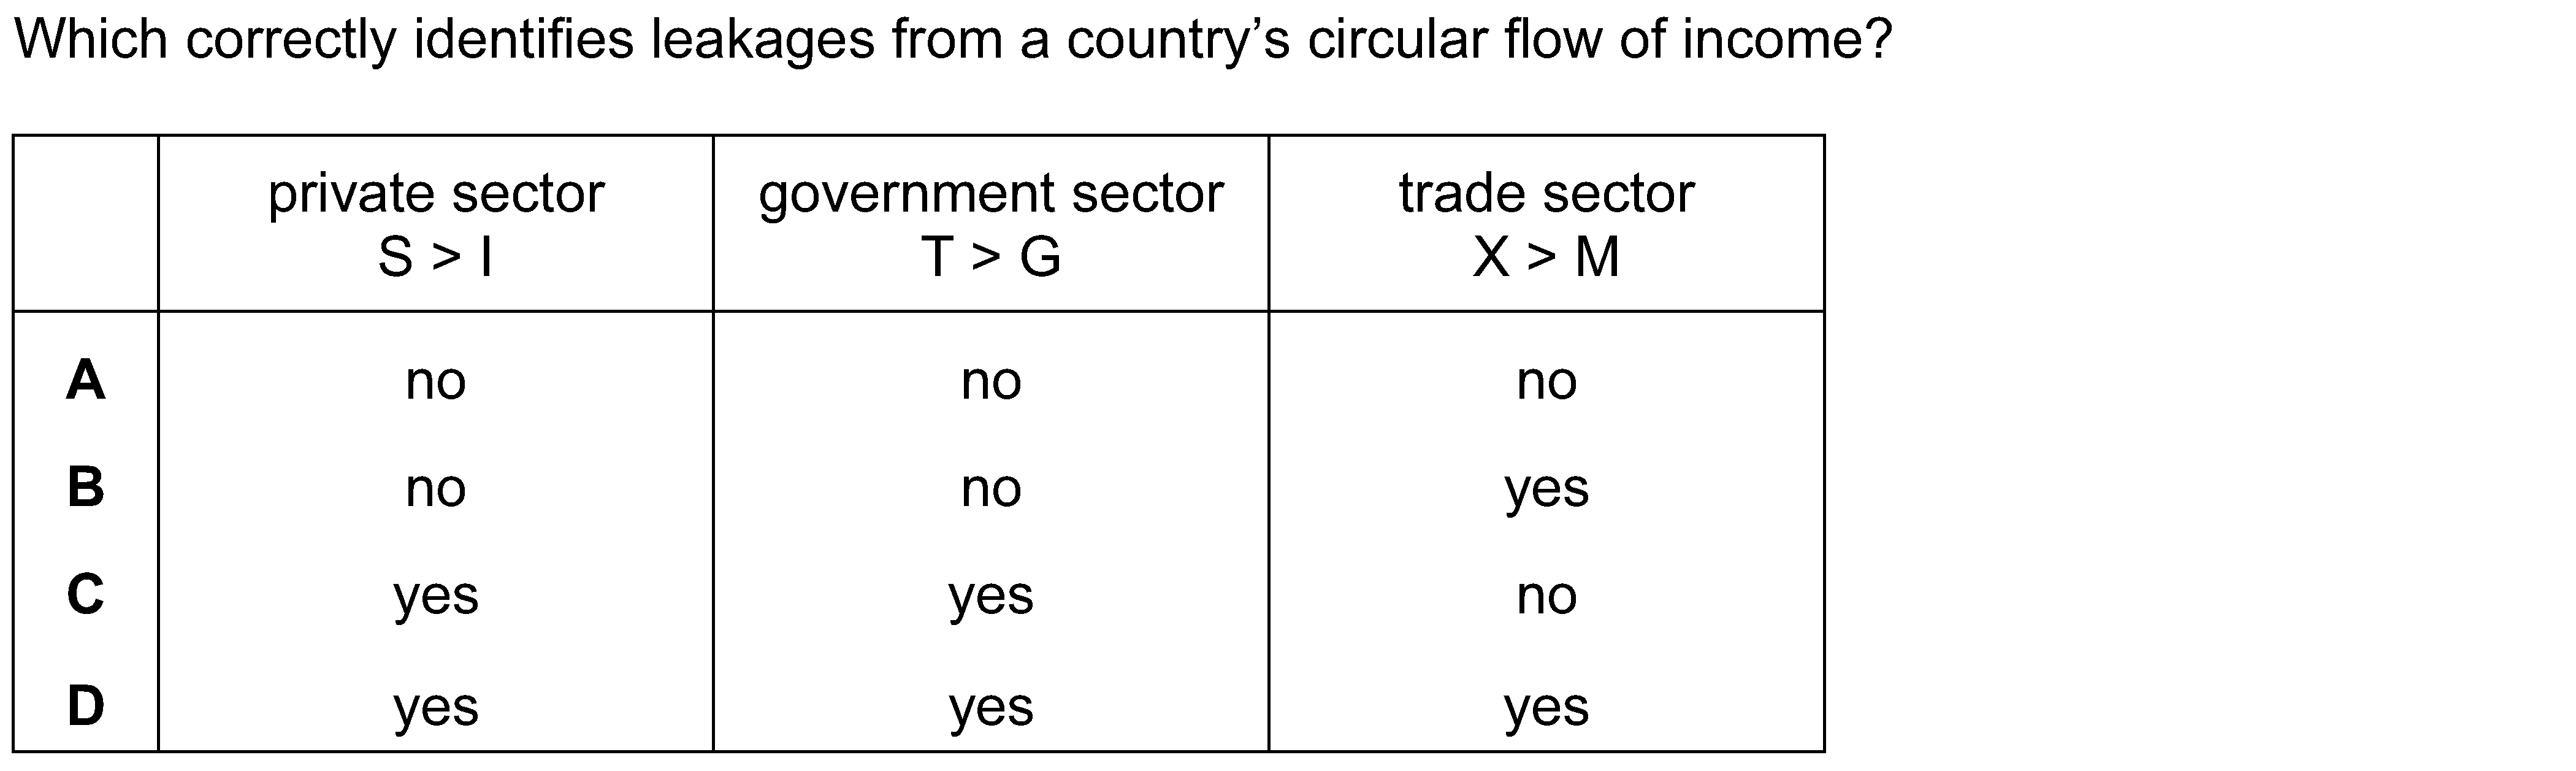 Which correctly identifies leakages from a country’s circular flow of income?
private sector government sector trade sector
S > I T > G X > M
A no no no
B no no yes
C yes yes no
D yes yes yes